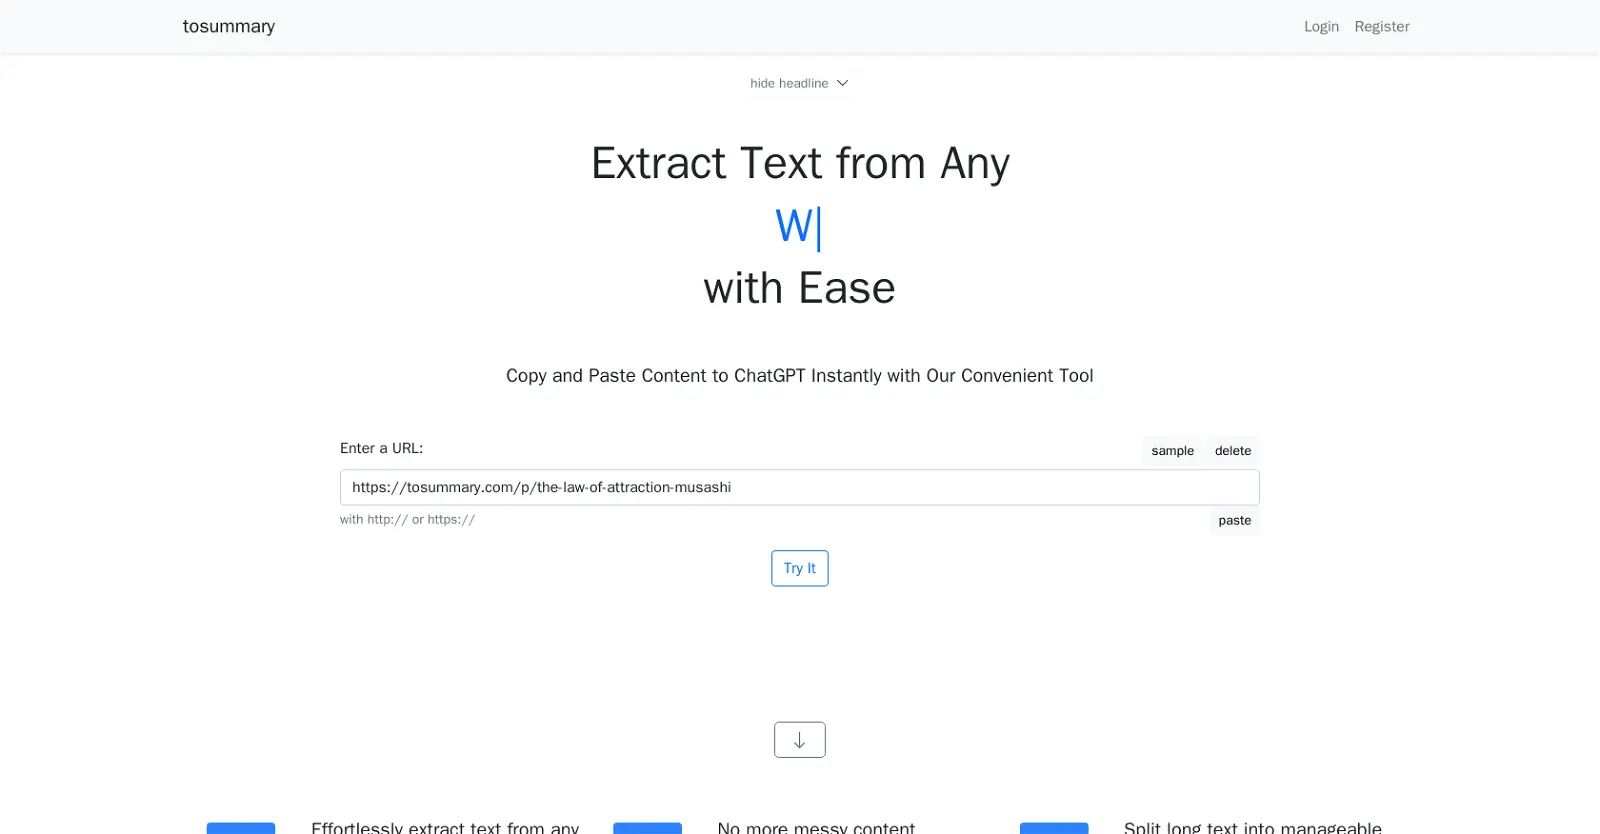 tosummary
Login Register
hide headline
Extract Text from Any
W|
with Ease
Copy and Paste Content to ChatGPT Instantly with Our Convenient Tool
Enter a URL:
sample delete
https://tosummary.com/p/the-law-of-attraction-musashi
with http:// or https://
paste
Try It
Effortlessly extract text from any
No more messy content
Split long text into manageable